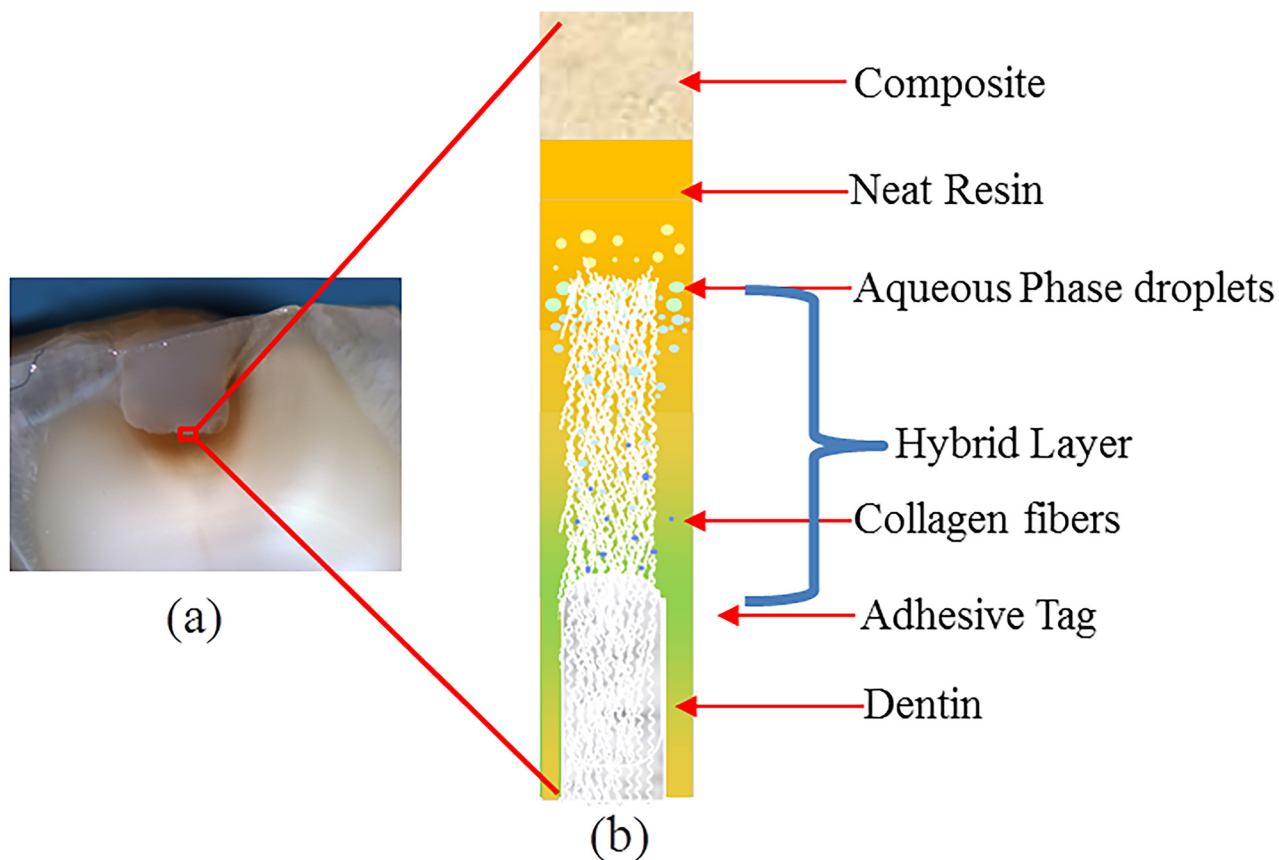 Composite
Neat Resin
Aqueous Phase droplets
Hybrid Layer
Collagen fibers
Adhesive Tag
Dentin
(a)
(b)